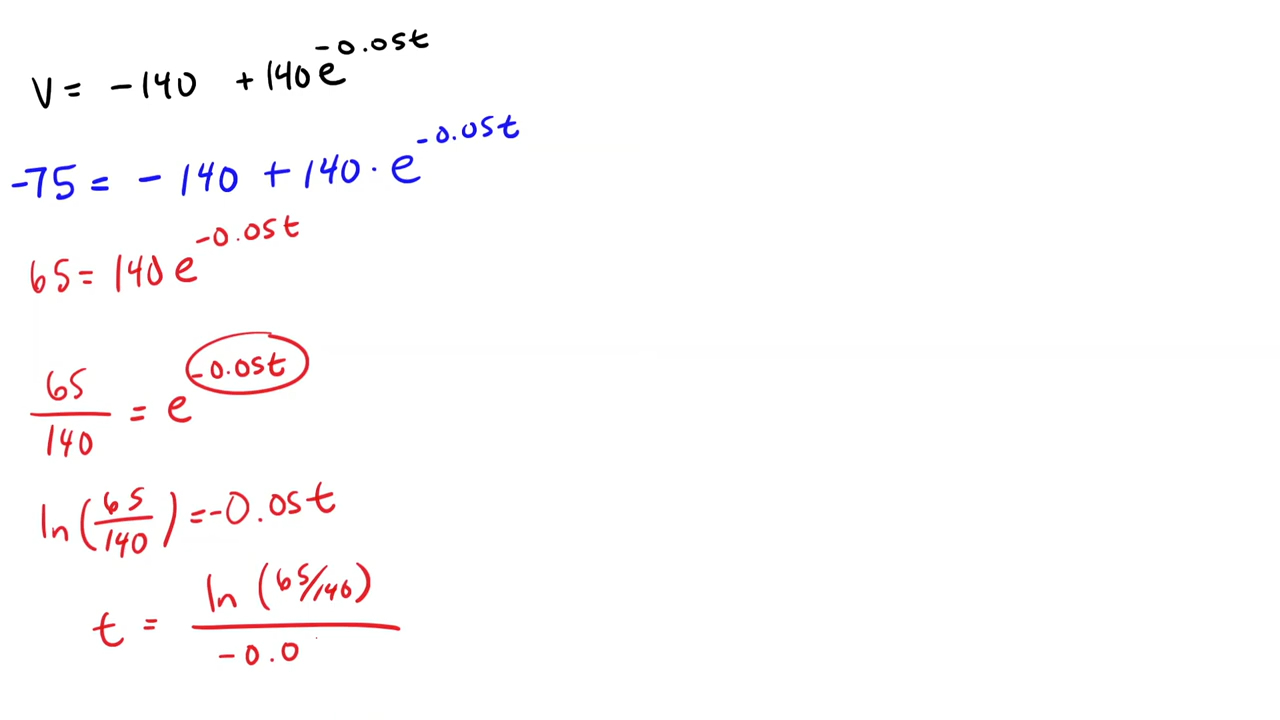 V = -140 + 140e^{-0.05t}
-75 = -140 + 140 · e^{-0.05t}
65 = 140e^{-0.05t}
65/140 = e^{-0.05t}
ln(65/140) = -0.05t
t = ln(65/140) / -0.0